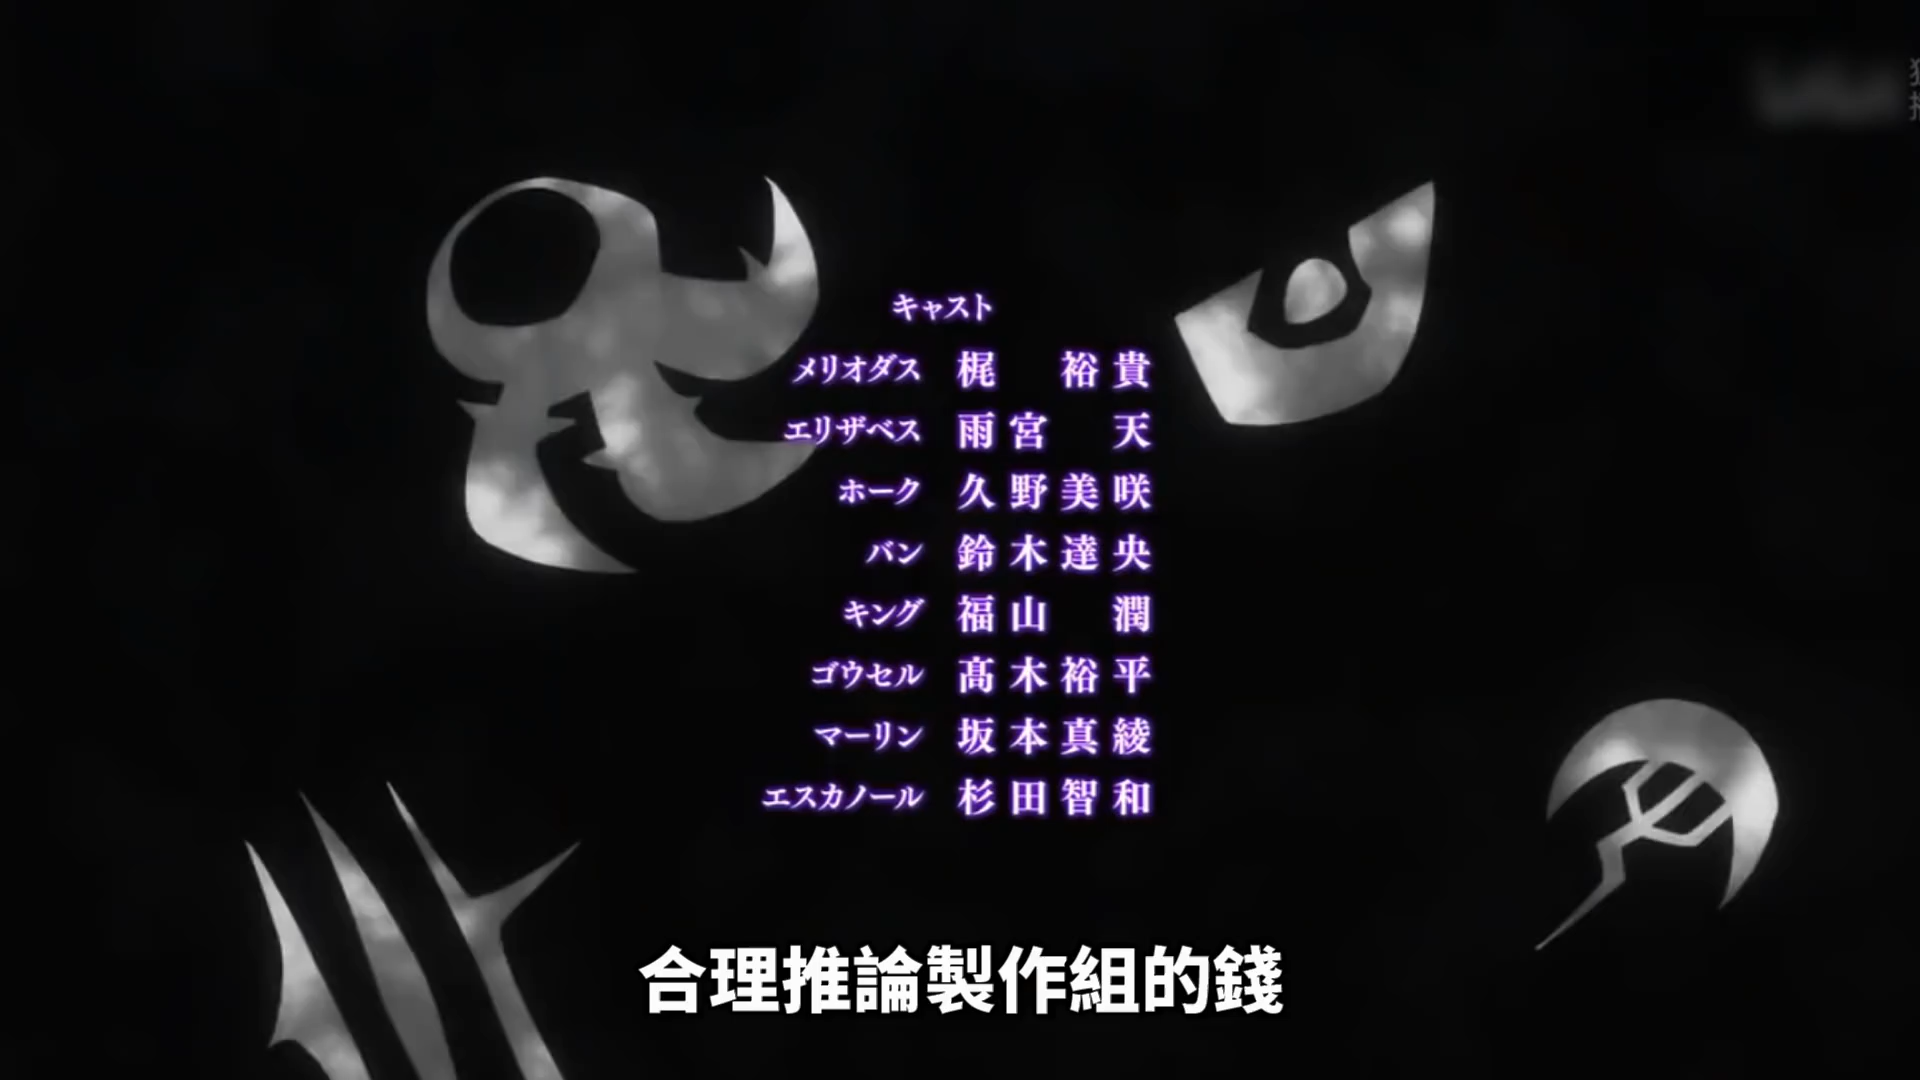 キャスト
メリオダス 梶 裕貴
エリザベス 雨宮 天
ホーク 久野美咲
バン 鈴木達央
キング 福山 潤
ゴウセル 髙木裕平
マーリン 坂本真綾
エスカノール 杉田智和
合理推論製作組的錢